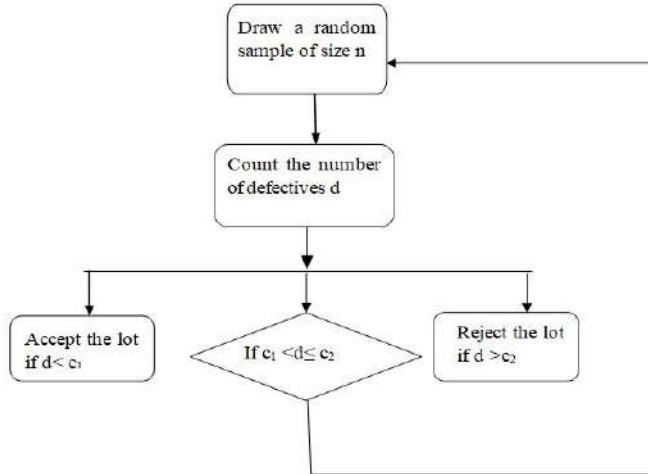 Draw a random
sample of size n
Count the number
of defectives d
Accept the lot
if d< c₁
If c₁ <d≤ c₂
Reject the lot
if d >c₂